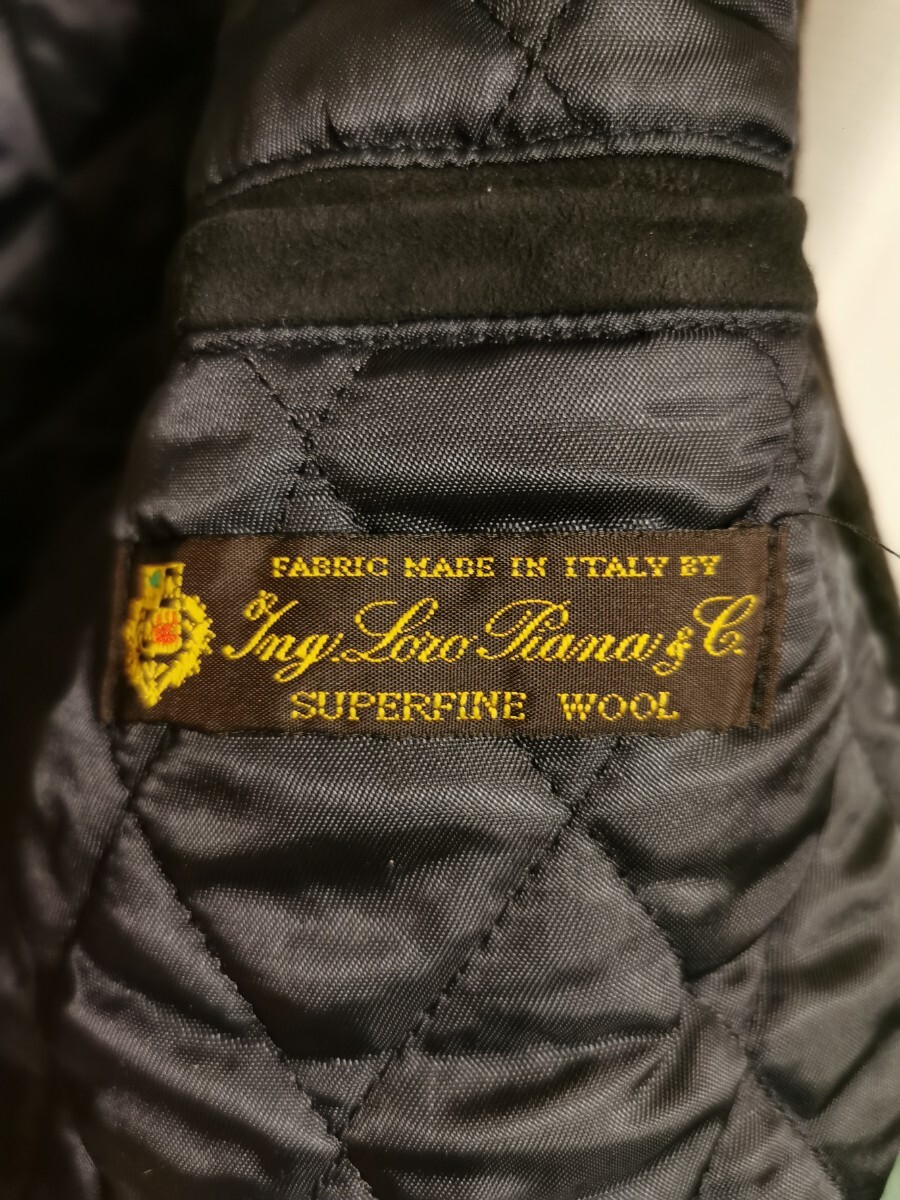 FABRIC MADE IN ITALY BY
Ing. Loro Piana & C.
SUPERFINE WOOL